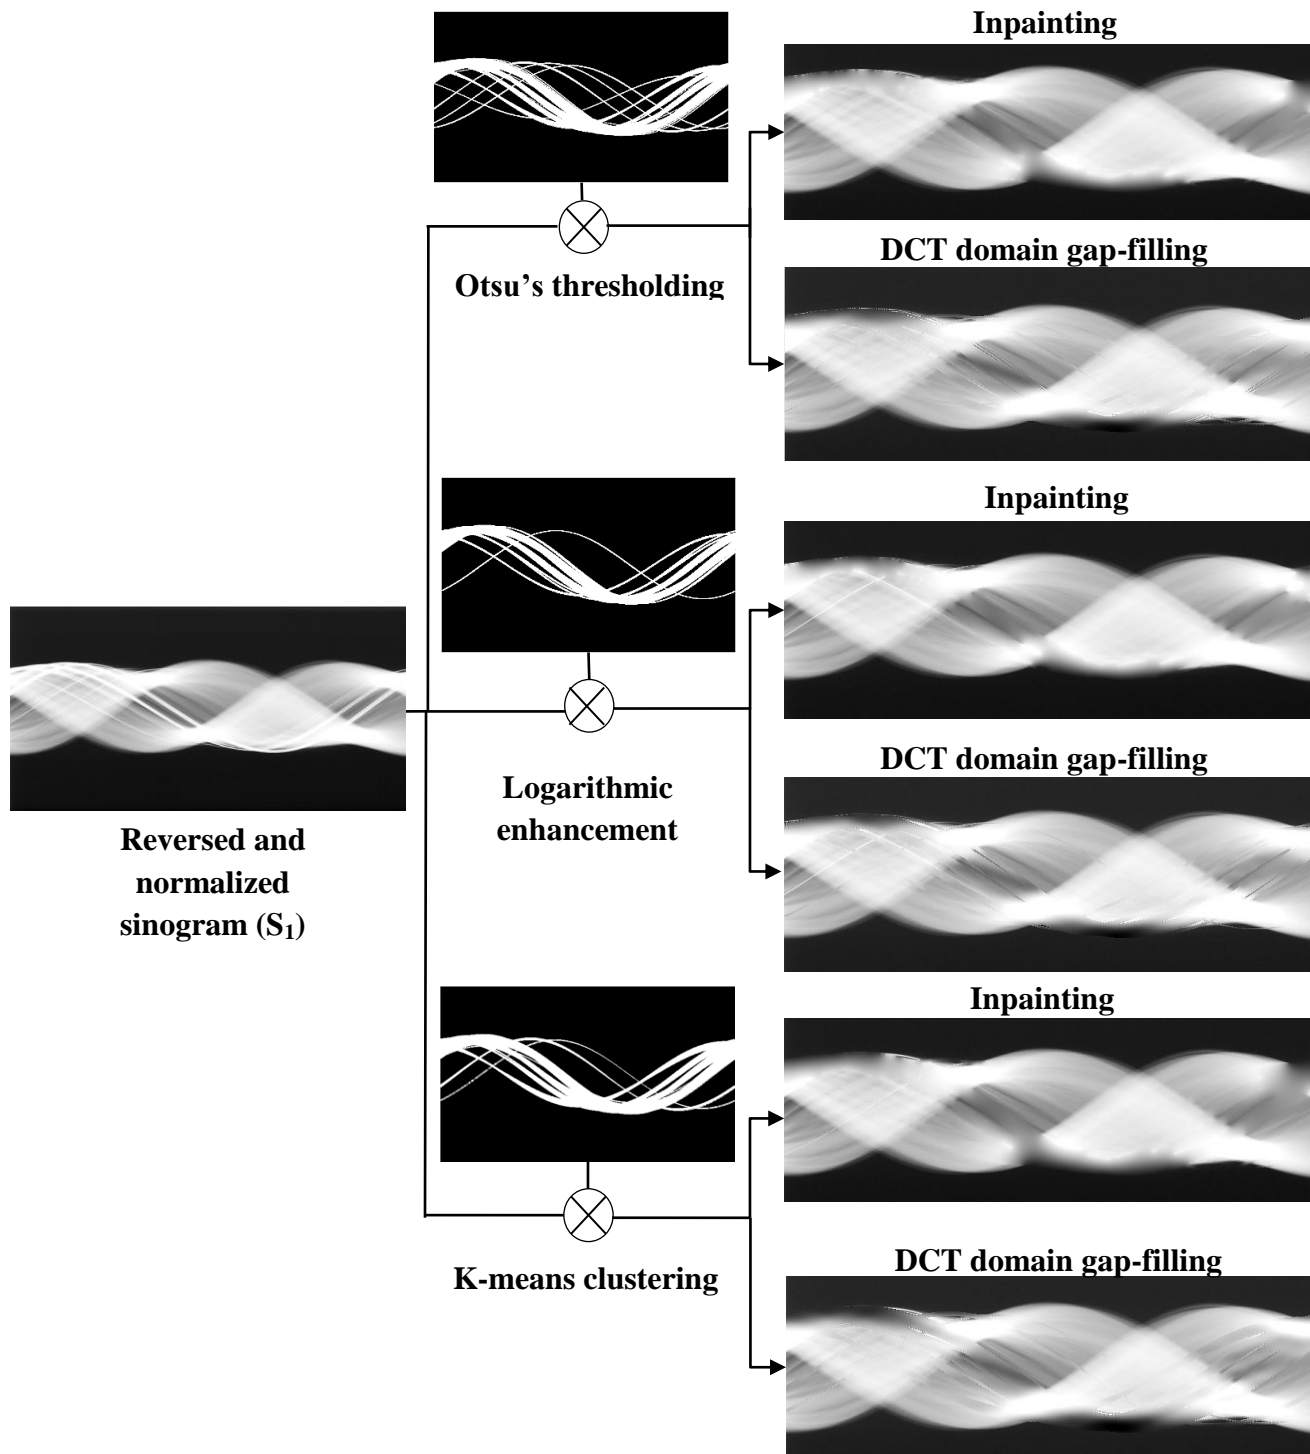 Inpainting
DCT domain gap-filling
Otsu’s thresholding
Inpainting
DCT domain gap-filling
Logarithmic
enhancement
Reversed and
normalized
sinogram (S₁)
Inpainting
DCT domain gap-filling
K-means clustering